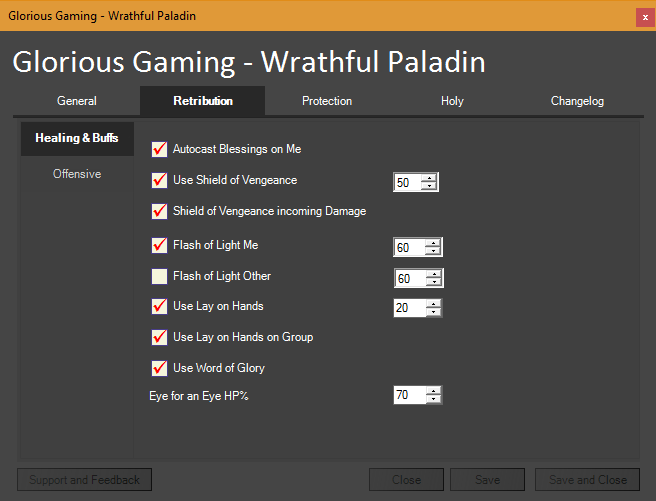 Glorious Gaming - Wrathful Paladin
x
Glorious Gaming - Wrathful Paladin
General Retribution Protection Holy Changelog
Healing & Buffs
Offensive
Autocast Blessings on Me
Use Shield of Vengeance 50
Shield of Vengeance incoming Damage
Flash of Light Me 60
Flash of Light Other 60
Use Lay on Hands 20
Use Lay on Hands on Group
Use Word of Glory
Eye for an Eye HP% 70
Support and Feedback Close Save Save and Close